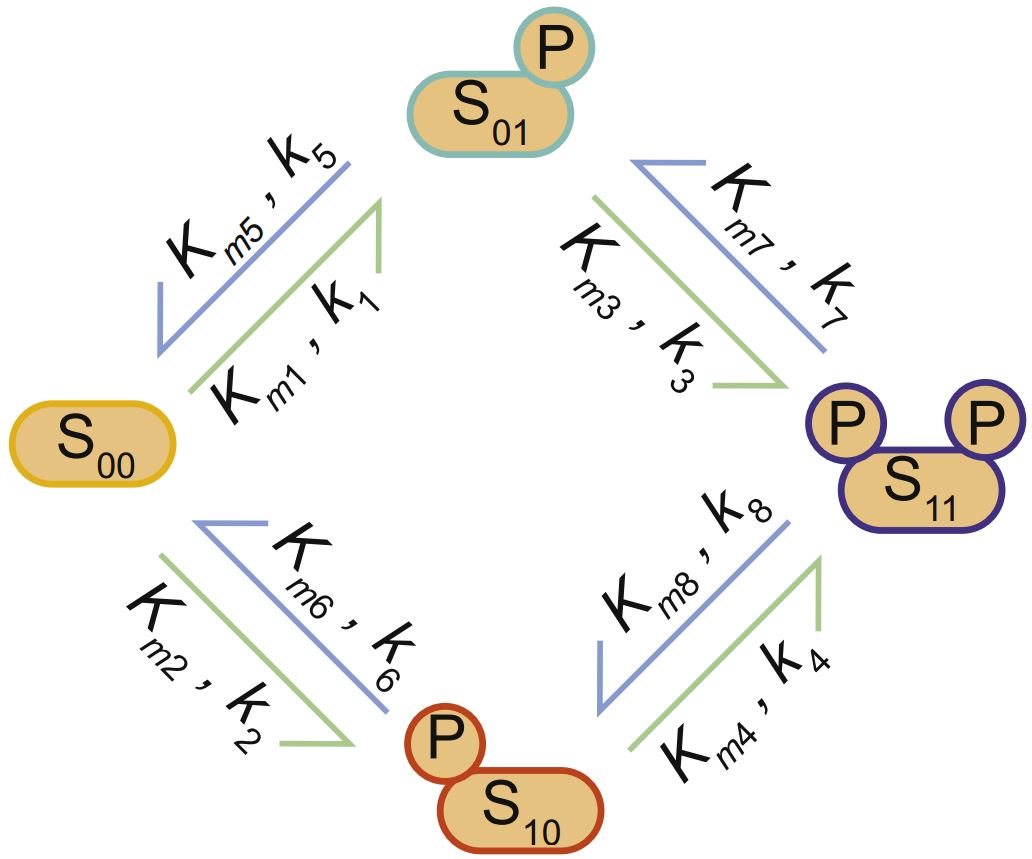 P
S01
Km5 , k5
Km1 , k1
Km7 , k7
Km3 , k3
S00
P
P
S11
Km6 , k6
Km2 , k2
Km8 , k8
Km4 , k4
P
S10